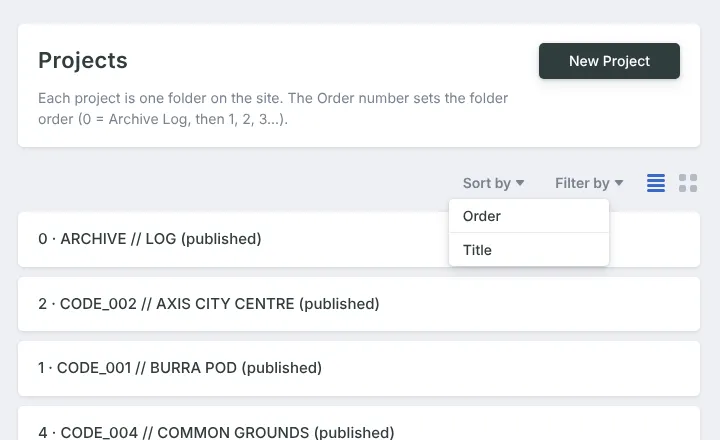 Projects
New Project
Each project is one folder on the site. The Order number sets the folder
order (0 = Archive Log, then 1, 2, 3...).
Sort by
Filter by
Order
Title
0 · ARCHIVE // LOG (published)
2 · CODE_002 // AXIS CITY CENTRE (published)
1 · CODE_001 // BURRA POD (published)
4 · CODE_004 // COMMON GROUNDS (published)